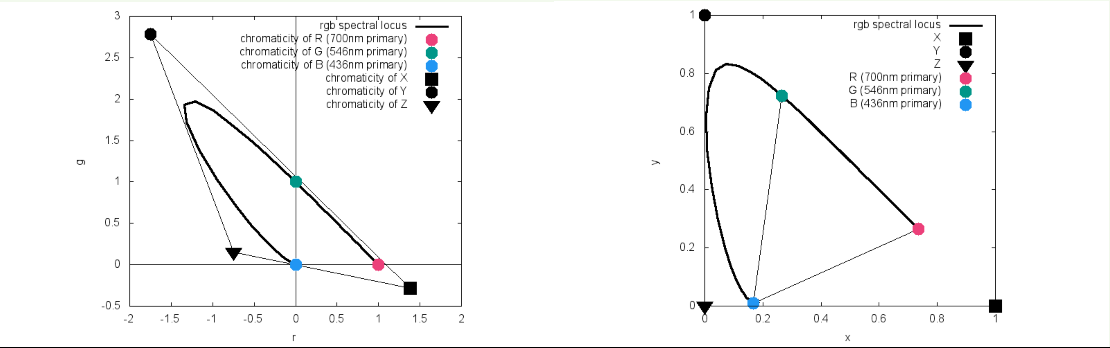 3
2.5
2
1.5
1
0.5
0
-0.5
-2
-1.5
-1
-0.5
0
0.5
1
1.5
2
g
r
rgb spectral locus
chromaticity of R (700nm primary)
chromaticity of G (546nm primary)
chromaticity of B (436nm primary)
chromaticity of X
chromaticity of Y
chromaticity of Z
1
0.8
0.6
0.4
0.2
0
0
0.2
0.4
0.6
0.8
1
y
x
rgb spectral locus
X
Y
Z
R (700nm primary)
G (546nm primary)
B (436nm primary)